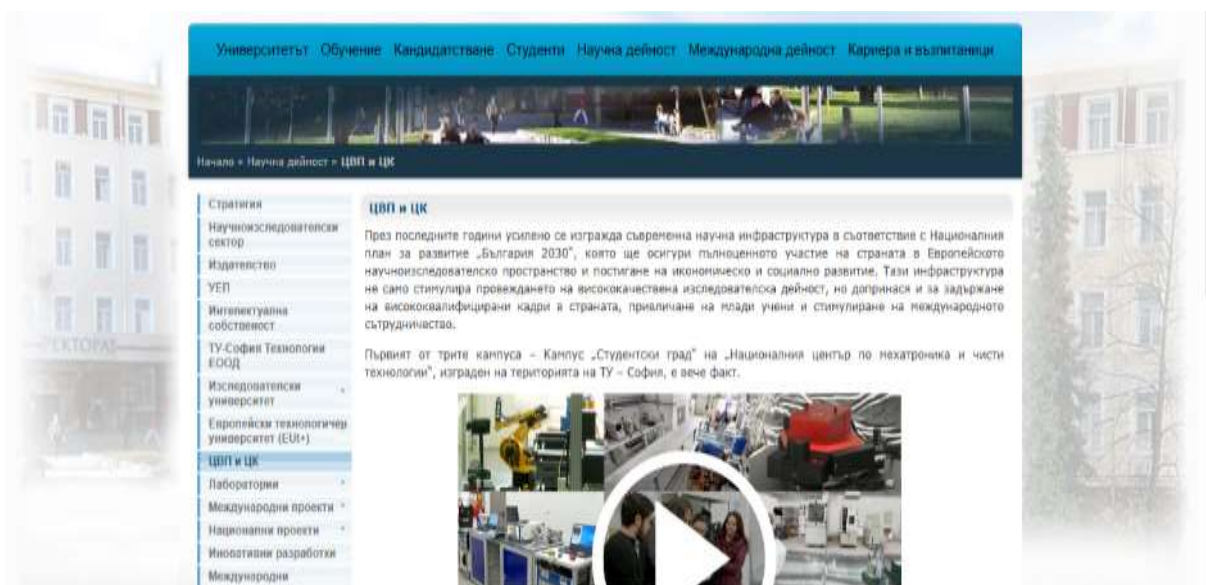 Университетът Обучение Кандидатстване Студенти Научна дейност Международна дейност Кариера и възпитаници
Начало » Научна дейност » ЦВП и ЦК
Стратегия
Научноизследователски
сектор
Издателство
УЕП
Интелектуална
собственост
ТУ-София Технологии
ЕООД
Изследователски
университет
Европейски технологичен
университет (EUt+)
ЦВП и ЦК
Лаборатории
Международни проекти
Национални проекти
Иновативни разработки
Международни
ЦВП и ЦК
През последните години усилено се изгражда съвременна научна инфраструктура в съответствие с Националния
план за развитие „България 2030“, която ще осигури пълноценното участие на страната в Европейското
научноизследователско пространство и постигане на икономическо и социално развитие. Тази инфраструктура
не само стимулира провеждането на висококачествена изследователска дейност, но допринася и за задържане
на висококвалифицирани кадри в страната, привличане на млади учени и стимулиране на международното
сътрудничество.
Първият от трите кампуса – Кампус „Студентски град“ на „Националния център по мехатроника и чисти
технологии“, изграден на територията на ТУ – София, е вече факт.